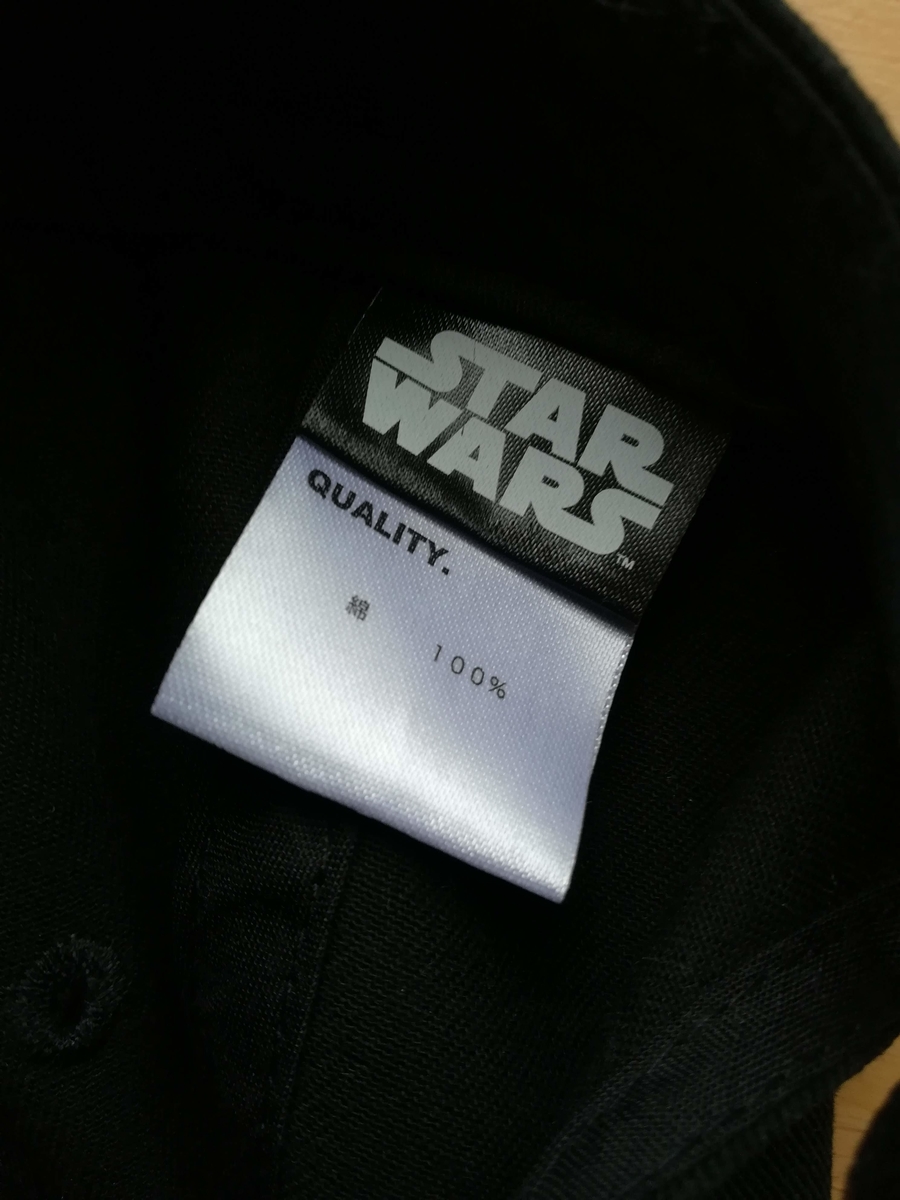 STAR
WARS
TM
QUALITY.
綿 100%